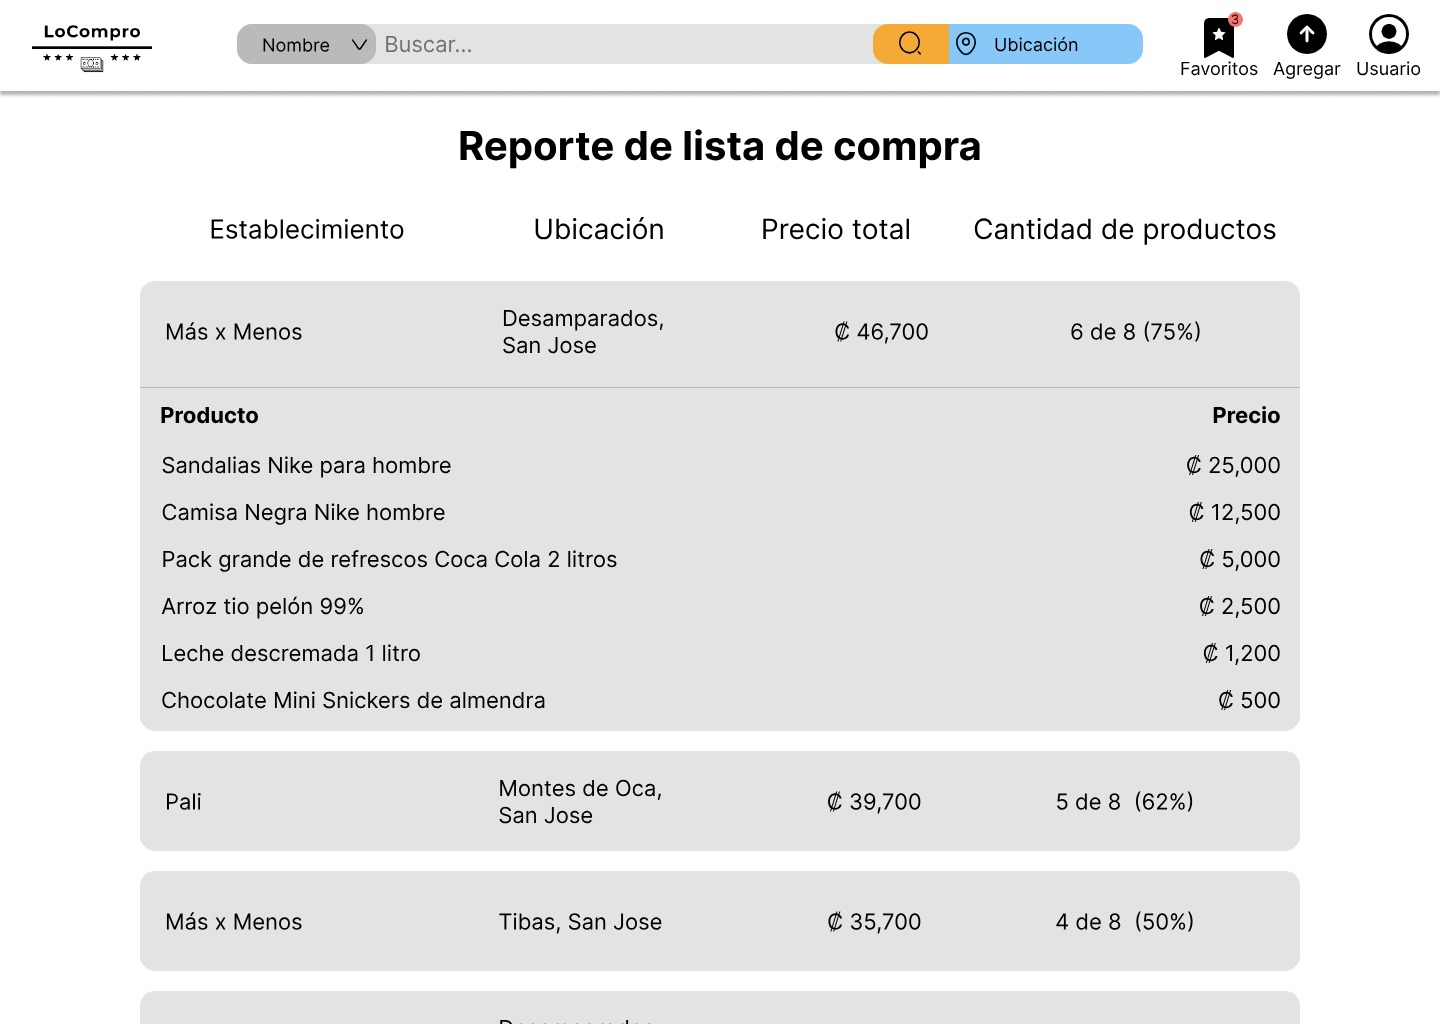 LoCompro
Nombre
Buscar...
Ubicación
3
Favoritos
Agregar
Usuario
Reporte de lista de compra
Establecimiento Ubicación Precio total Cantidad de productos
Más x Menos
Desamparados,
San Jose
₡ 46,700
6 de 8 (75%)
Producto Precio
Sandalias Nike para hombre ₡ 25,000
Camisa Negra Nike hombre ₡ 12,500
Pack grande de refrescos Coca Cola 2 litros ₡ 5,000
Arroz tio pelón 99% ₡ 2,500
Leche descremada 1 litro ₡ 1,200
Chocolate Mini Snickers de almendra ₡ 500
Pali
Montes de Oca,
San Jose
₡ 39,700
5 de 8 (62%)
Más x Menos Tibas, San Jose ₡ 35,700 4 de 8 (50%)